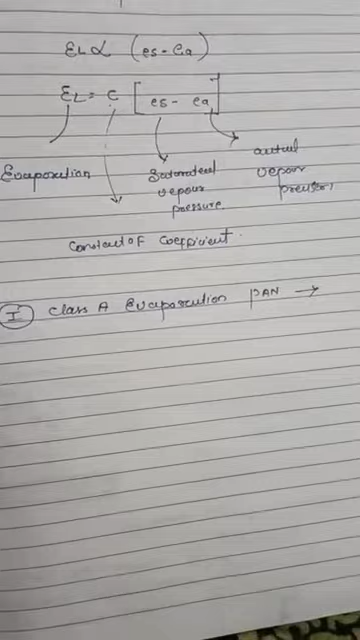 EL ∝ (es - ea)
EL = C [es - ea]
Evaporation
Saturated
vapour
pressure
actual
vapour
pressure
Constant of coefficient.
I Class A Evaporation PAN →